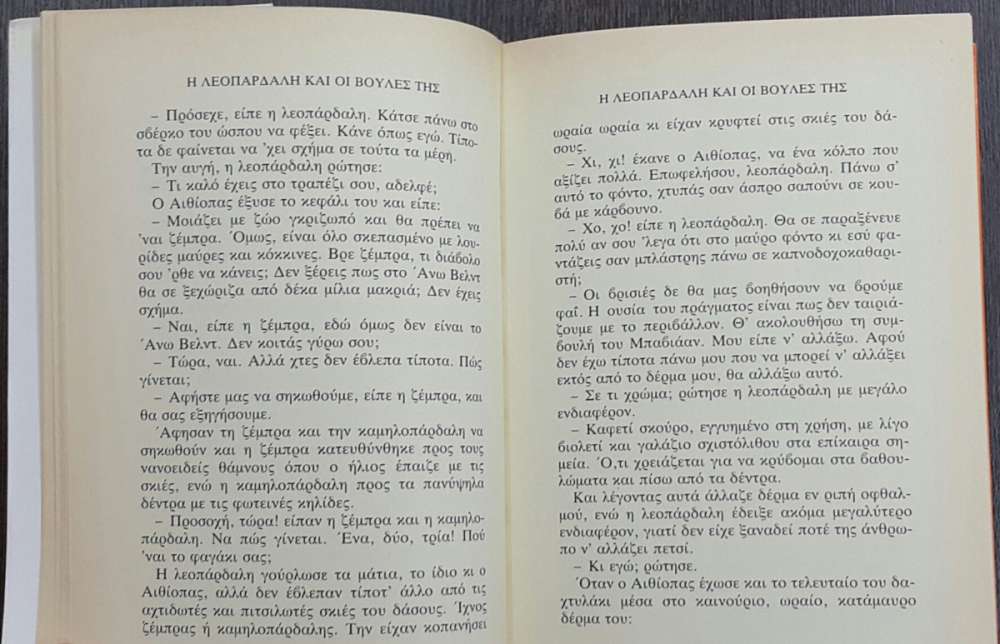 Η ΛΕΟΠΑΡΔΑΛΗ ΚΑΙ ΟΙ ΒΟΥΛΕΣ ΤΗΣ
– Πρόσεχε, είπε η λεοπάρδαλη. Κάτσε πάνω στο
σβέρκο του ώσπου να φέξει. Κάνε όπως εγώ. Τίπο-
τα δε φαίνεται να 'χει σχήμα σε τούτα τα μέρη.
Την αυγή, η λεοπάρδαλη ρώτησε:
– Τι καλό έχεις στο τραπέζι σου, αδελφέ;
Ο Αιθίοπας έξυσε το κεφάλι του και είπε:
– Μοιάζει με ζώο γκριζωπό και θα πρέπει να
'ναι ζέμπρα. Όμως, είναι όλο σκεπασμένο με λου-
ρίδες μαύρες και κόκκινες. Βρε ζέμπρα, τι διάβολο
σου 'ρθε να κάνεις; Δεν ξέρεις πως στο Άνω Βελντ
θα σε ξεχώριζα από δέκα μίλια μακριά; Δεν έχεις
σχήμα.
– Ναι, είπε η ζέμπρα, εδώ όμως δεν είναι το
Άνω Βελντ. Δεν κοιτάς γύρω σου;
– Τώρα, ναι. Αλλά χτες δεν έβλεπα τίποτα. Πώς
γίνεται;
– Αφήστε μας να σηκωθούμε, είπε η ζέμπρα, και
θα σας εξηγήσουμε.
Άφησαν τη ζέμπρα και την καμηλοπάρδαλη να
σηκωθούν και η ζέμπρα κατευθύνθηκε προς τους
νανοειδείς θάμνους όπου ο ήλιος έπαιζε με τις
σκιές, ενώ η καμηλοπάρδαλη προς τα πανύψηλα
δέντρα με τις φωτεινές κηλίδες.
– Προσοχή, τώρα! είπαν η ζέμπρα και η καμηλο-
πάρδαλη. Να πώς γίνεται. Ένα, δύο, τρία! Πού
'ναι το φαγάκι σας;
Η λεοπάρδαλη γούρλωσε τα μάτια, το ίδιο κι ο
Αιθίοπας, αλλά δεν έβλεπαν τίποτ' άλλο από τις
αχτιδωτές και πιτσιλωτές σκιές του δάσους. Ίχνος
ζέμπρας ή καμηλοπάρδαλης. Την είχαν κοπανήσει
Η ΛΕΟΠΑΡΔΑΛΗ ΚΑΙ ΟΙ ΒΟΥΛΕΣ ΤΗΣ
ωραία ωραία κι είχαν κρυφτεί στις σκιές του δά-
σους.
– Χι, χι! έκανε ο Αιθίοπας, να ένα κόλπο που
αξίζει πολλά. Επωφελήσου, λεοπάρδαλη. Πάνω σ'
αυτό το φόντο, χτυπάς σαν άσπρο σαπούνι σε κου-
βά με κάρβουνο.
– Χο, χο! είπε η λεοπάρδαλη. Θα σε παραξένευε
πολύ αν σου 'λεγα ότι στο μαύρο φόντο κι εσύ φα-
ντάζεις σαν μπλάστρης πάνω σε καπνοδοχοκαθαρι-
στή;
– Οι βρισιές δε θα μας βοηθήσουν να βρούμε
φαΐ. Η ουσία του πράγματος είναι πως δεν ταιριά-
ζουμε με το περιβάλλον. Θ' ακολουθήσω τη συμ-
βουλή του Μπαβιάαν. Μου είπε ν' αλλάξω. Αφού
δεν έχω τίποτα πάνω μου που να μπορεί ν' αλλάξει
εκτός από το δέρμα μου, θα αλλάξω αυτό.
– Σε τι χρώμα; ρώτησε η λεοπάρδαλη με μεγάλο
ενδιαφέρον.
– Καφετί σκούρο, εγγυημένο στη χρήση, με λίγο
βιολετί και γαλάζιο σχιστόλιθου στα επίκαιρα ση-
μεία. Ό,τι χρειάζεται για να κρύβομαι στα βαθου-
λώματα και πίσω από τα δέντρα.
Και λέγοντας αυτά άλλαζε δέρμα εν ριπή οφθαλ-
μού, ενώ η λεοπάρδαλη έδειξε ακόμα μεγαλύτερο
ενδιαφέρον, γιατί δεν είχε ξαναδεί ποτέ της άνθρω-
πο ν' αλλάζει πετσί.
– Κι εγώ; ρώτησε.
Όταν ο Αιθίοπας έχωσε και το τελευταίο του δα-
χτυλάκι μέσα στο καινούριο, ωραίο, κατάμαυρο
δέρμα του: